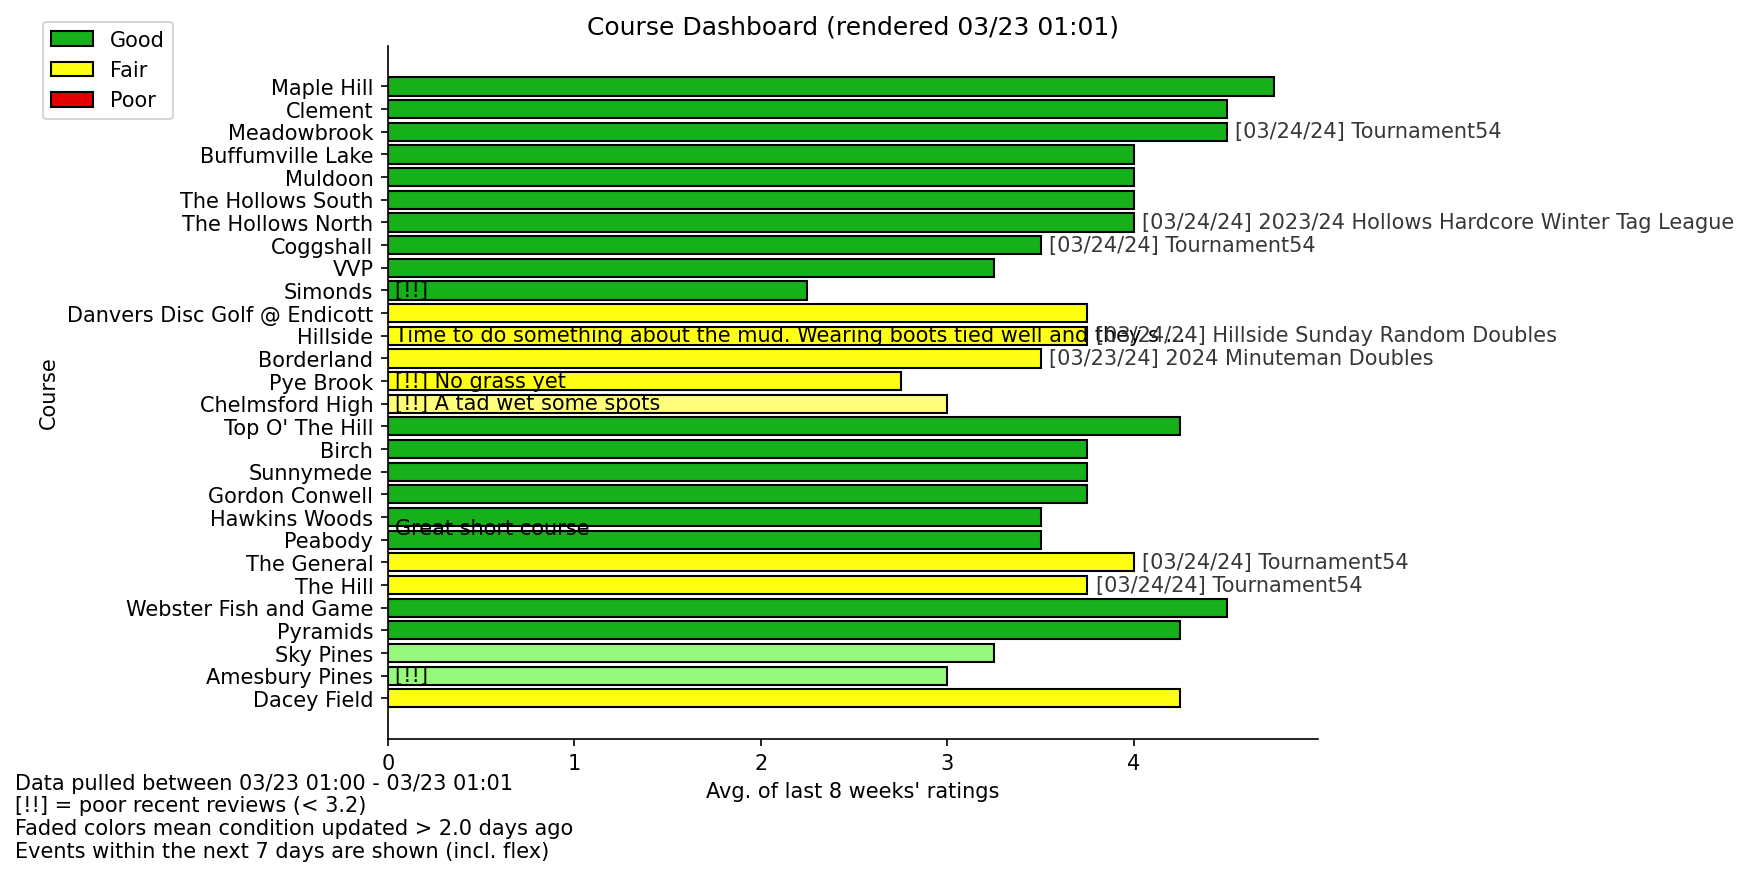 Course Dashboard (rendered 03/23 01:01)
Good
Fair
Poor
Course
Maple Hill
Clement
Meadowbrook [03/24/24] Tournament54
Buffumville Lake
Muldoon
The Hollows South
The Hollows North [03/24/24] 2023/24 Hollows Hardcore Winter Tag League
Coggshall [03/24/24] Tournament54
VVP
Simonds [!!]
Danvers Disc Golf @ Endicott
Hillside Time to do something about the mud. Wearing boots tied well and they s... [03/24/24] Hillside Sunday Random Doubles
Borderland [03/23/24] 2024 Minuteman Doubles
Pye Brook [!!] No grass yet
Chelmsford High [!!] A tad wet some spots
Top O' The Hill
Birch
Sunnymede
Gordon Conwell
Hawkins Woods
Great short course
Peabody
The General [03/24/24] Tournament54
The Hill [03/24/24] Tournament54
Webster Fish and Game
Pyramids
Sky Pines
Amesbury Pines [!!]
Dacey Field
0 1 2 3 4
Avg. of last 8 weeks' ratings
Data pulled between 03/23 01:00 - 03/23 01:01
[!!] = poor recent reviews (< 3.2)
Faded colors mean condition updated > 2.0 days ago
Events within the next 7 days are shown (incl. flex)